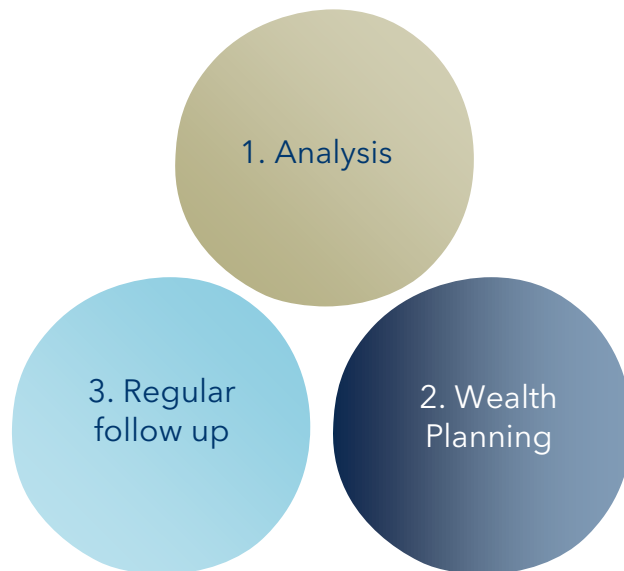 1. Analysis
2. Wealth
Planning
3. Regular
follow up